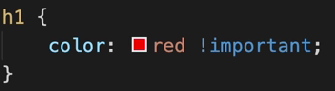 h1 {
    color: red !important;
}